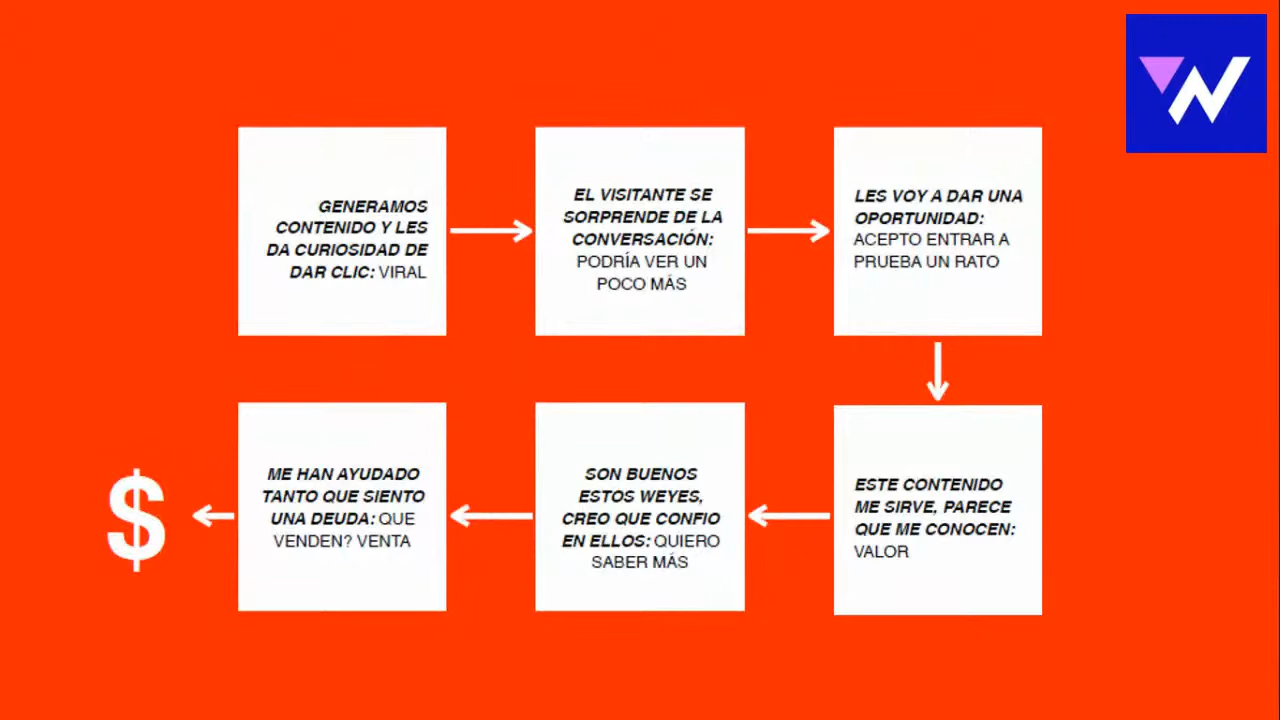 GENERAMOS
CONTENIDO Y LES
DA CURIOSIDAD DE
DAR CLIC: VIRAL
EL VISITANTE SE
SORPRENDE DE LA
CONVERSACIÓN:
PODRÍA VER UN
POCO MÁS
LES VOY A DAR UNA
OPORTUNIDAD:
ACEPTO ENTRAR A
PRUEBA UN RATO
ESTE CONTENIDO
ME SIRVE, PARECE
QUE ME CONOCEN:
VALOR
SON BUENOS
ESTOS WEYES,
CREO QUE CONFIO
EN ELLOS: QUIERO
SABER MÁS
ME HAN AYUDADO
TANTO QUE SIENTO
UNA DEUDA: QUE
VENDEN? VENTA
$